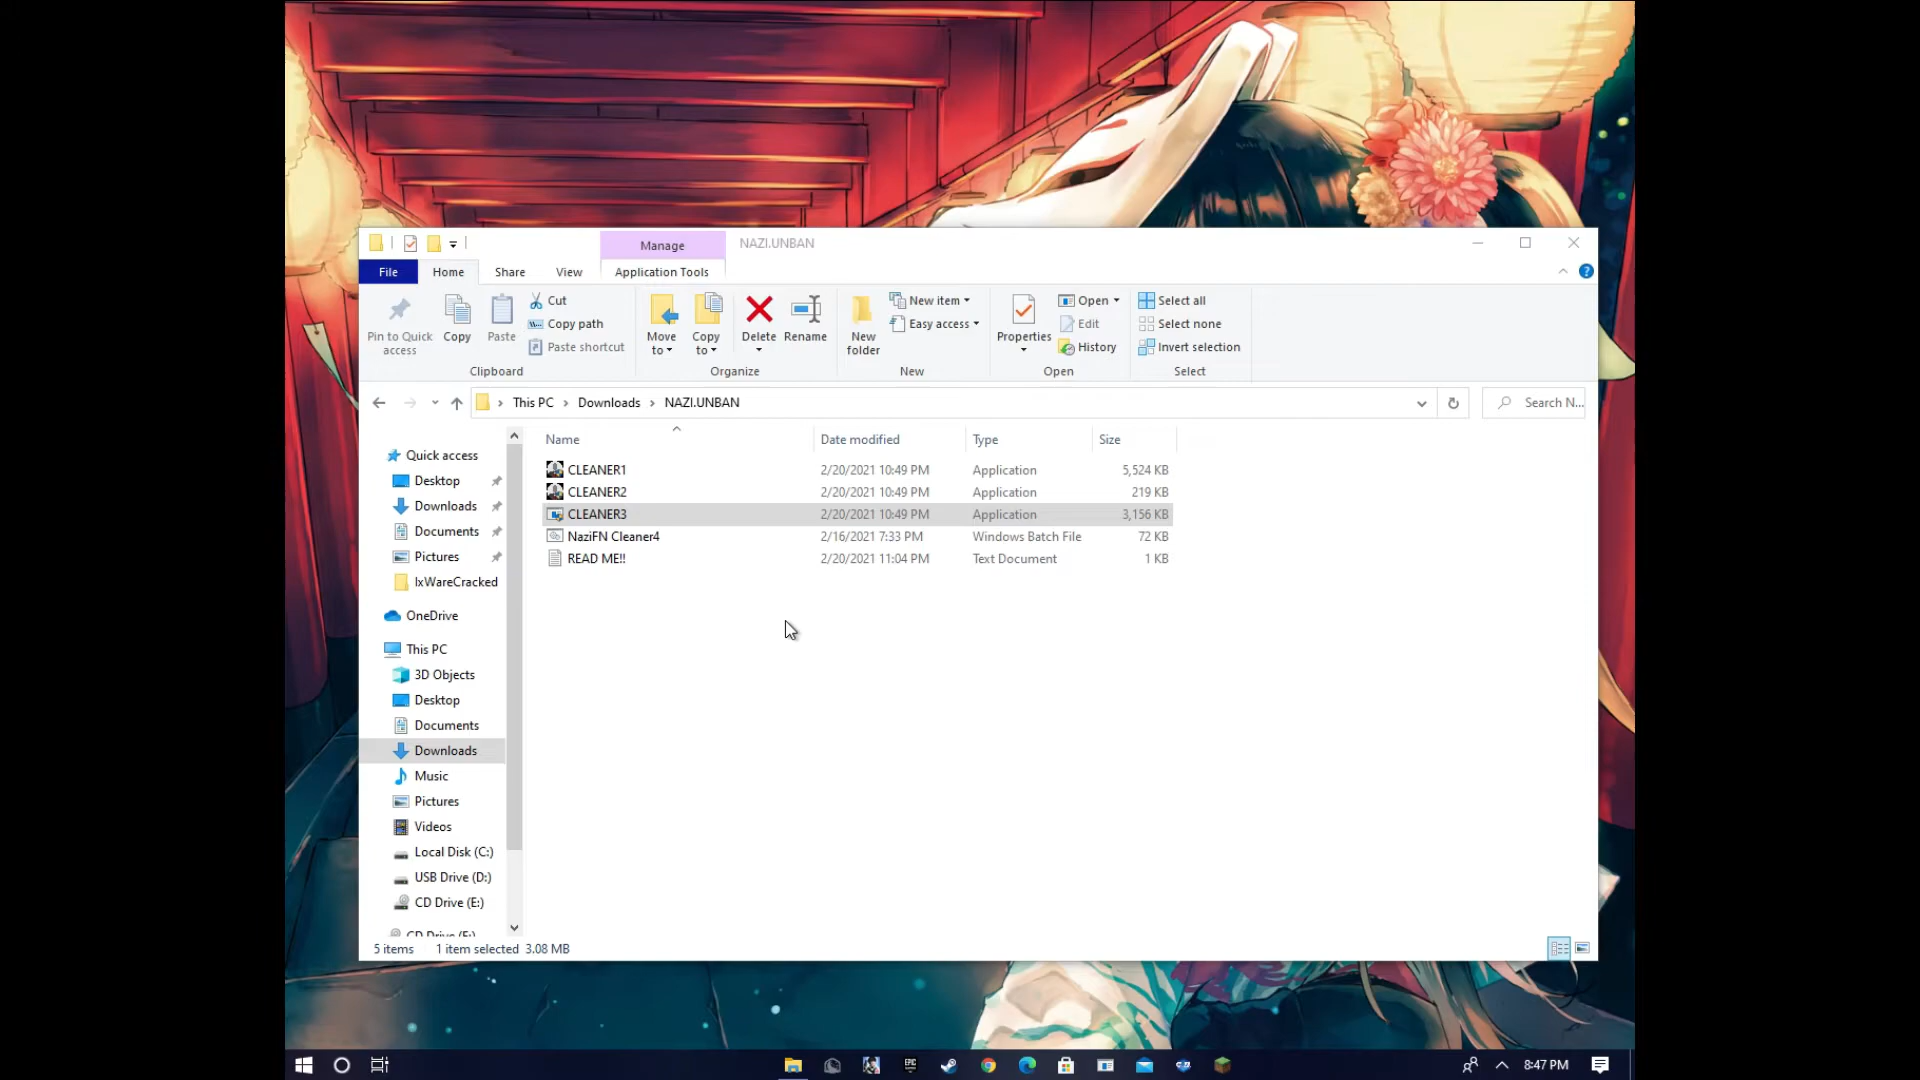 Manage
NAZI.UNBAN
File
Home
Share
View
Application Tools
Pin to Quick access
Copy
Paste
Cut
Copy path
Paste shortcut
Clipboard
Move to
Copy to
Delete
Rename
Organize
New folder
New item
Easy access
New
Properties
Open
Edit
History
Open
Select all
Select none
Invert selection
Select
This PC > Downloads > NAZI.UNBAN
Search N...
Name Date modified Type Size
CLEANER1 2/20/2021 10:49 PM Application 5,524 KB
CLEANER2 2/20/2021 10:49 PM Application 219 KB
CLEANER3 2/20/2021 10:49 PM Application 3,156 KB
NaziFN Cleaner4 2/16/2021 7:33 PM Windows Batch File 72 KB
READ ME!! 2/20/2021 11:04 PM Text Document 1 KB
Quick access
Desktop
Downloads
Documents
Pictures
IxWareCracked
OneDrive
This PC
3D Objects
Desktop
Documents
Downloads
Music
Pictures
Videos
Local Disk (C:)
USB Drive (D:)
CD Drive (E:)
CD Drive (F:)
5 items 1 item selected 3.08 MB
EPIC
8:47 PM